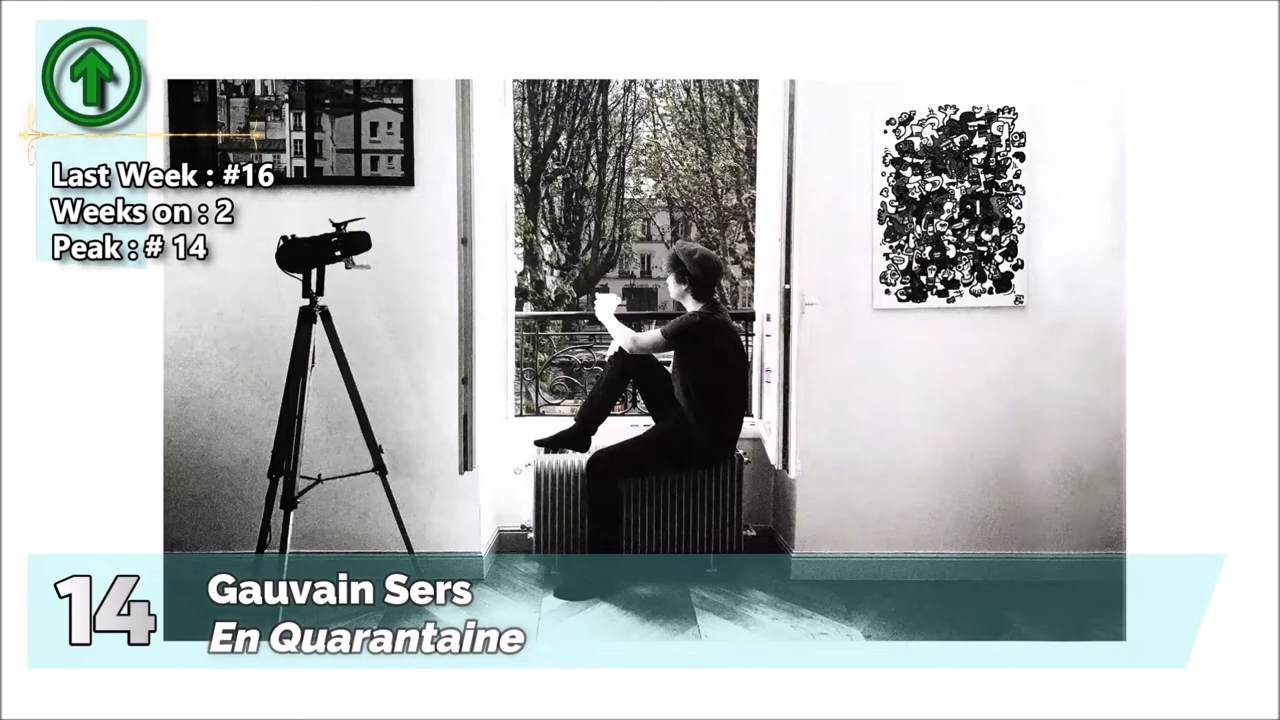 Last Week : #16
Weeks on : 2
Peak : # 14
14
Gauvain Sers
En Quarantaine